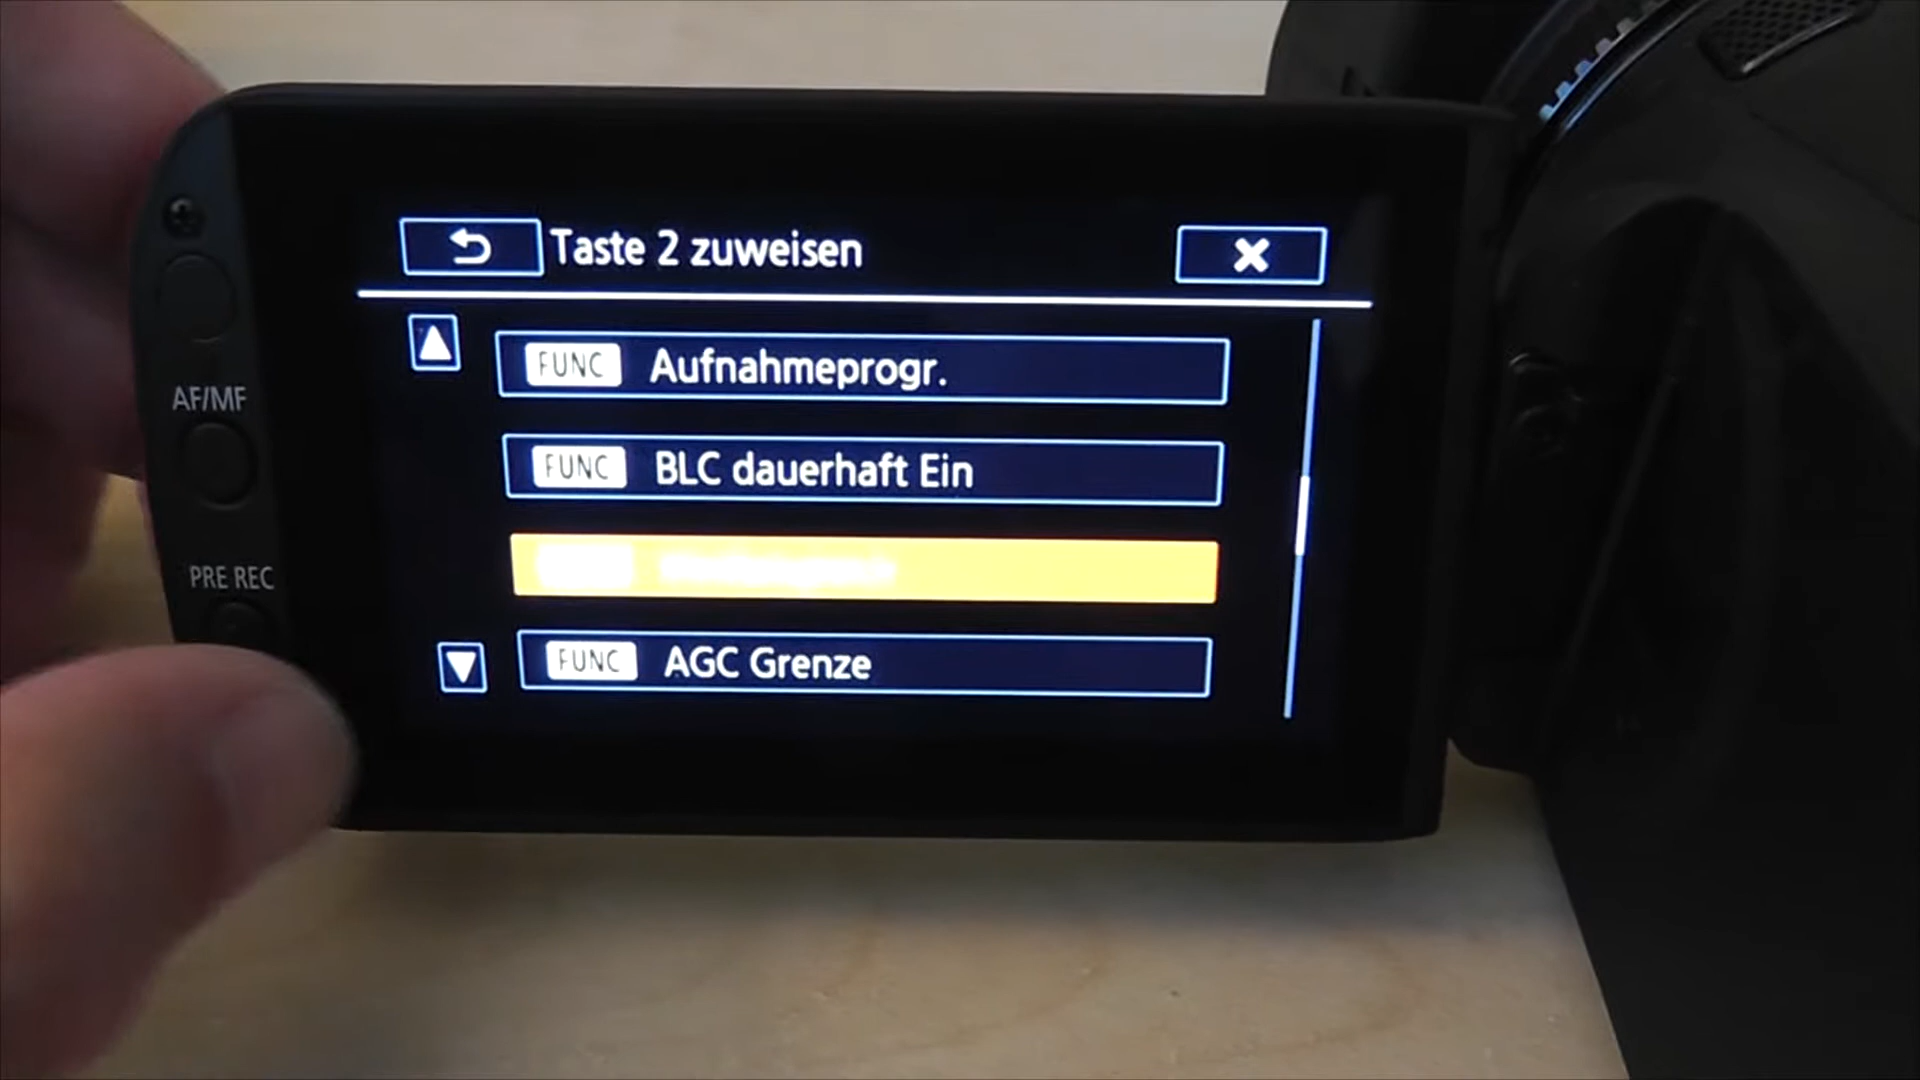 Taste 2 zuweisen
FUNC Aufnahmeprogr.
AF/MF
FUNC BLC dauerhaft Ein
PRE REC
FUNC AGC Grenze